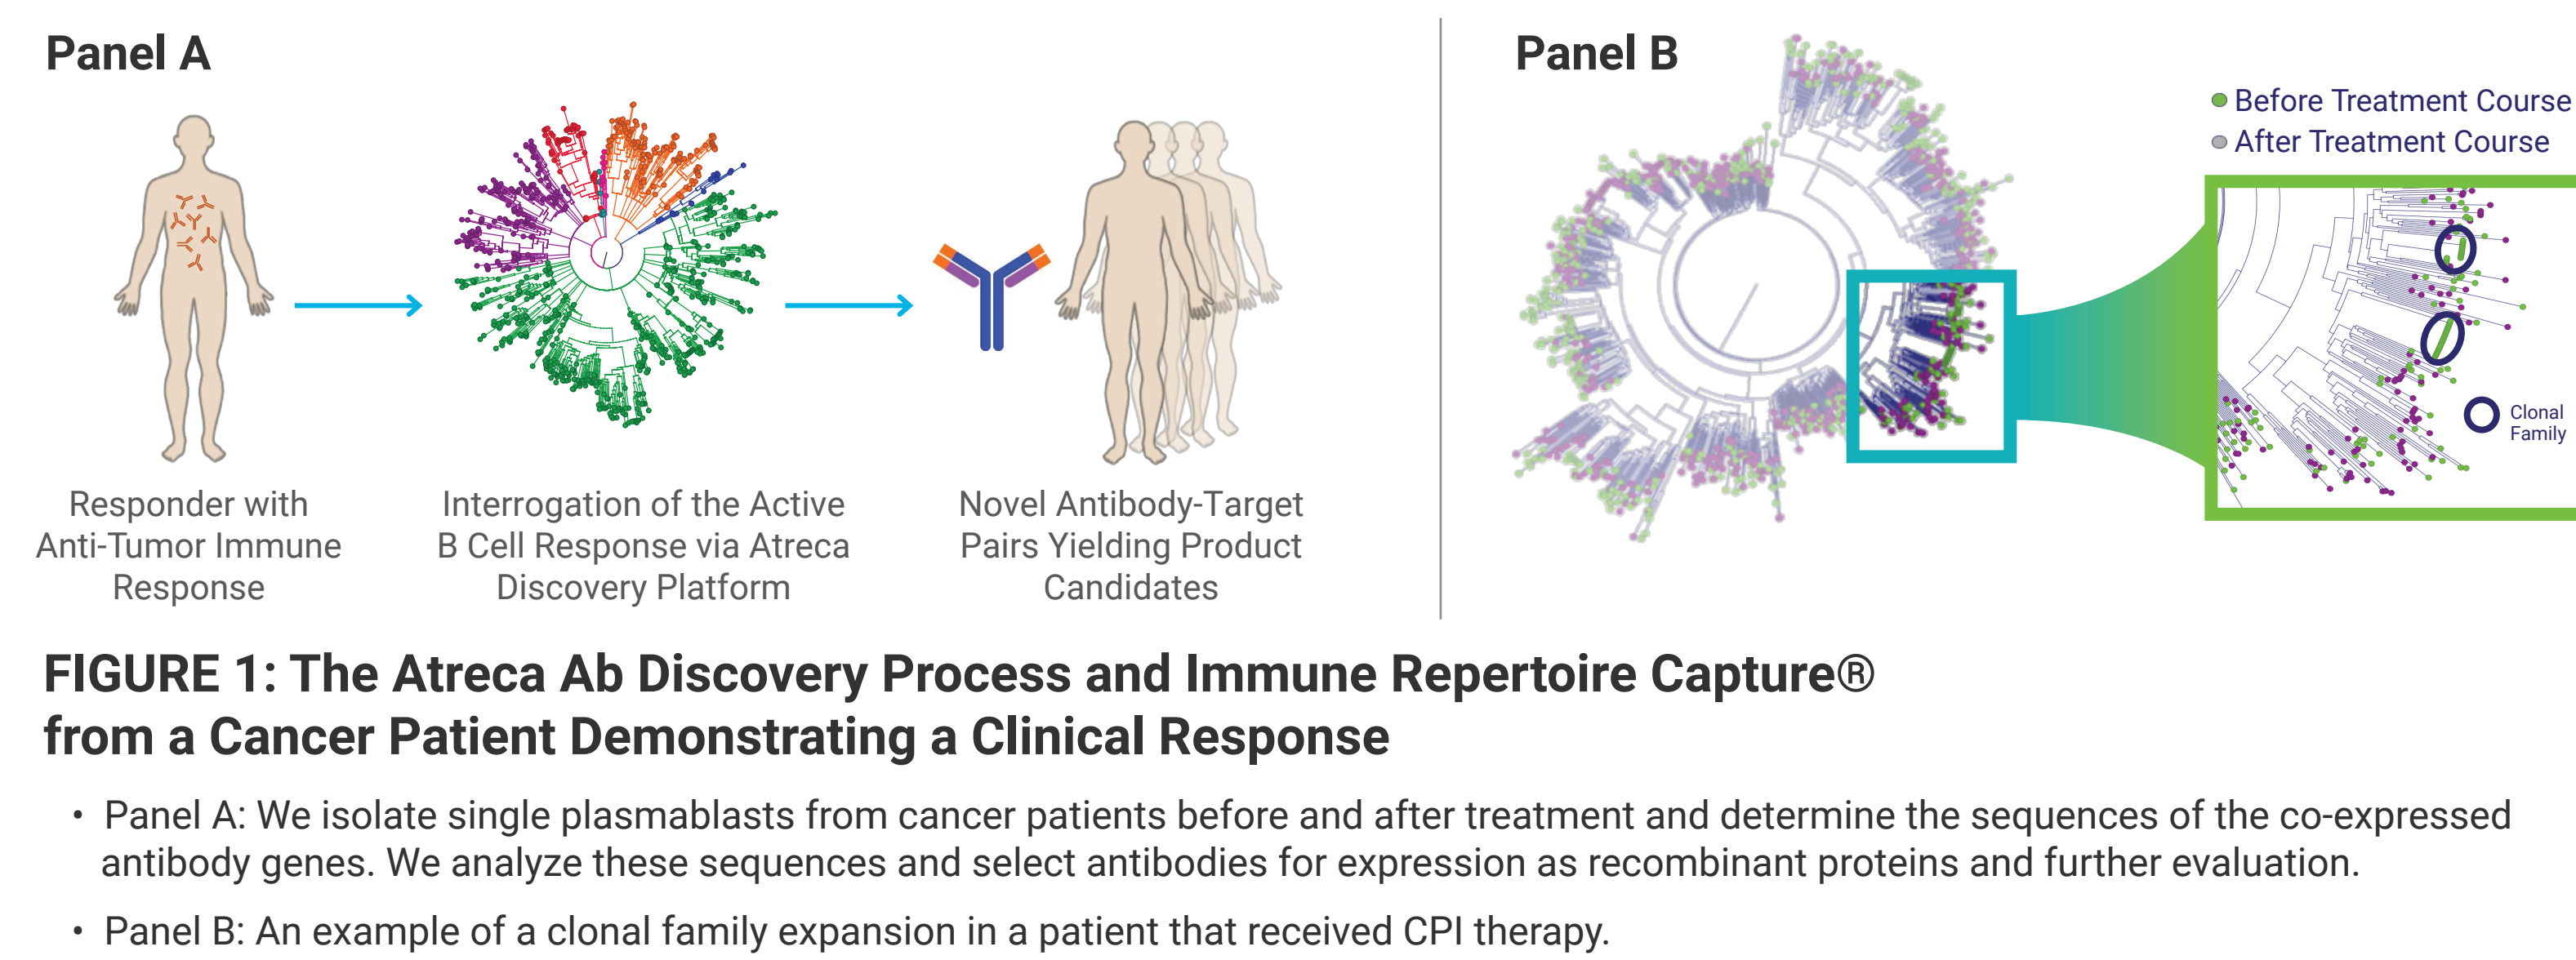 Panel A
Responder with
Anti-Tumor Immune
Response
Interrogation of the Active
B Cell Response via Atreca
Discovery Platform
Novel Antibody-Target
Pairs Yielding Product
Candidates
Panel B
Before Treatment Course
After Treatment Course
Clonal
Family
FIGURE 1: The Atreca Ab Discovery Process and Immune Repertoire Capture®
from a Cancer Patient Demonstrating a Clinical Response
• Panel A: We isolate single plasmablasts from cancer patients before and after treatment and determine the sequences of the co-expressed
antibody genes. We analyze these sequences and select antibodies for expression as recombinant proteins and further evaluation.
• Panel B: An example of a clonal family expansion in a patient that received CPI therapy.